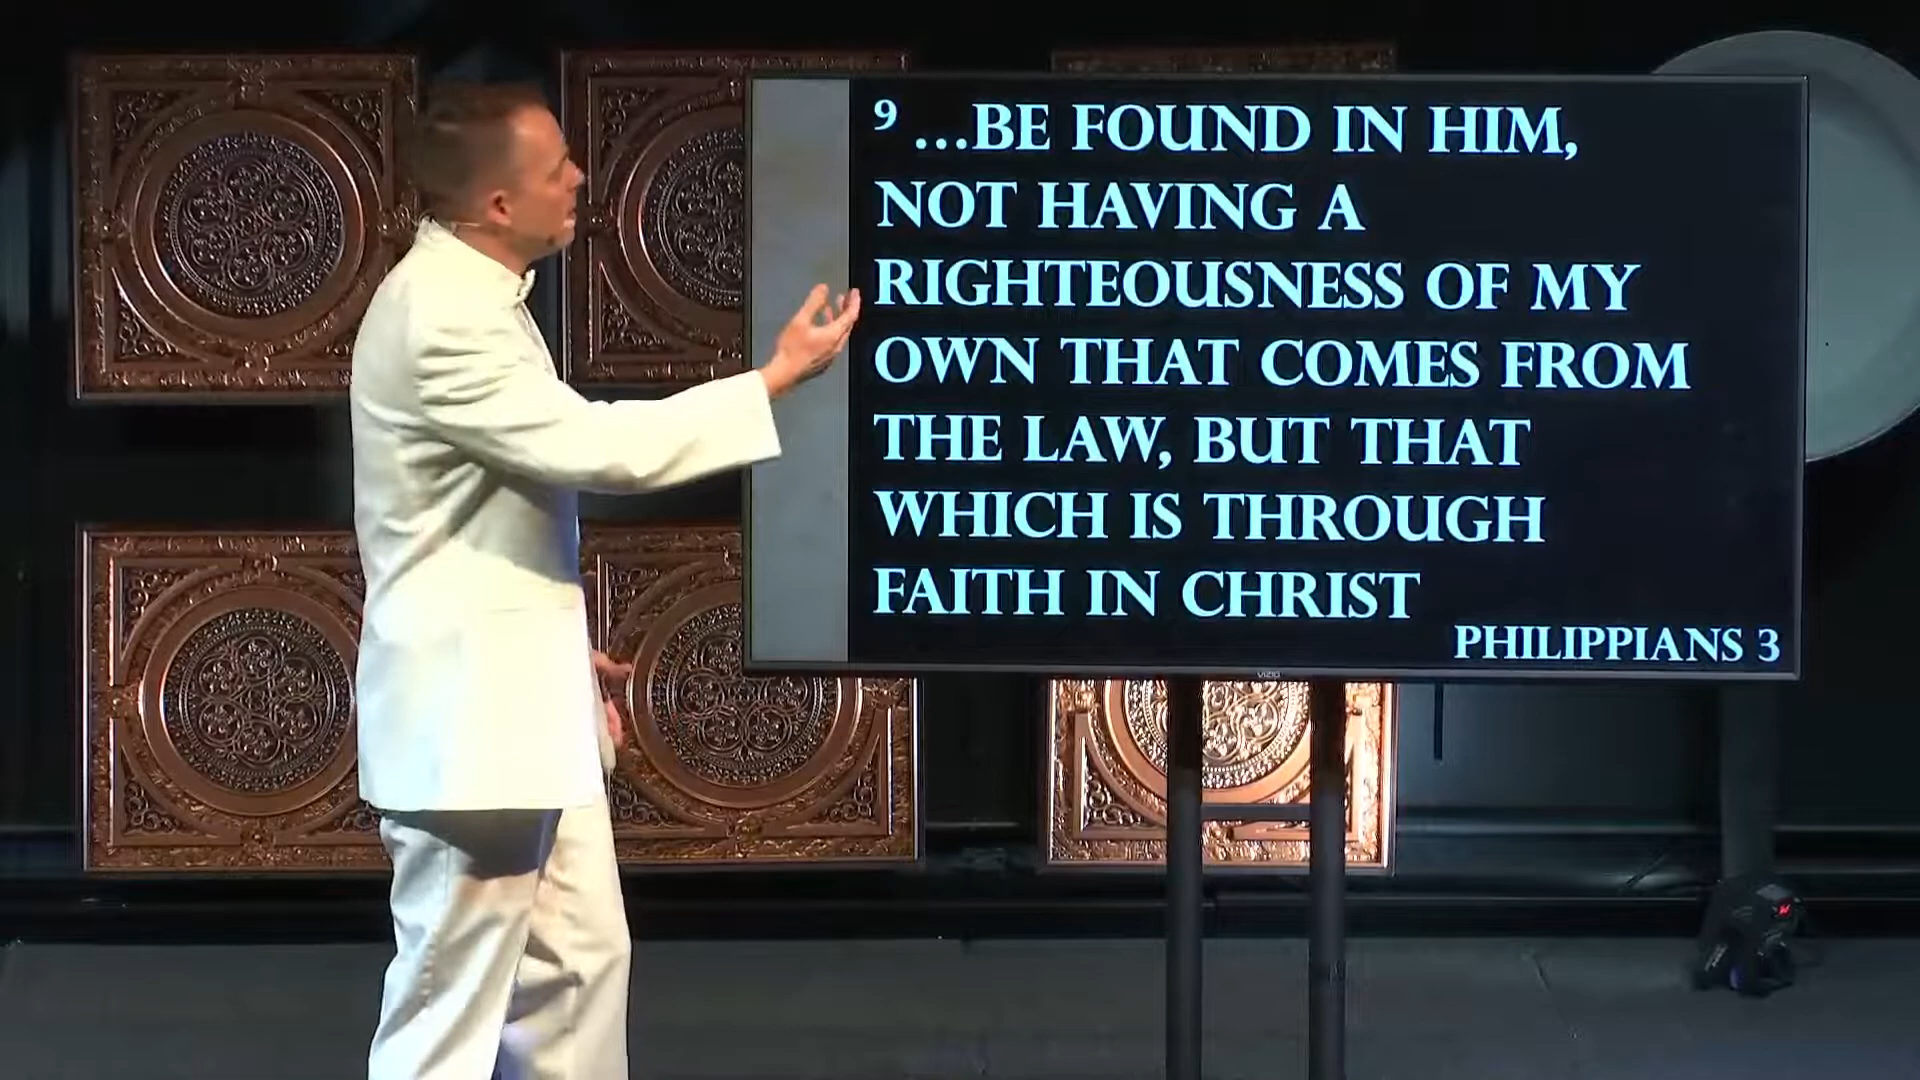 9 ...BE FOUND IN HIM,
NOT HAVING A
RIGHTEOUSNESS OF MY
OWN THAT COMES FROM
THE LAW, BUT THAT
WHICH IS THROUGH
FAITH IN CHRIST
PHILIPPIANS 3
VIZIO